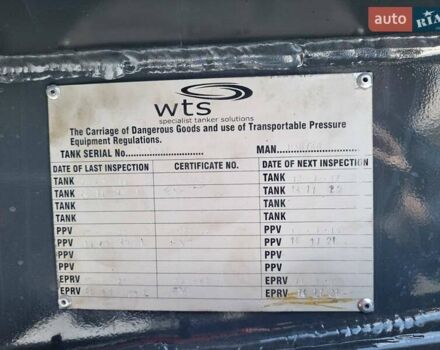 auto RIA
wts
specialist tanker solutions
The Carriage of Dangerous Goods and use of Transportable Pressure
Equipment Regulations.
TANK SERIAL No......................... MAN....................
DATE OF LAST INSPECTION CERTIFICATE NO. DATE OF NEXT INSPECTION
TANK TANK
TANK TANK
TANK TANK
TANK TANK
PPV PPV
PPV PPV
PPV PPV
PPV PPV
EPRV EPRV
EPRV EPRV